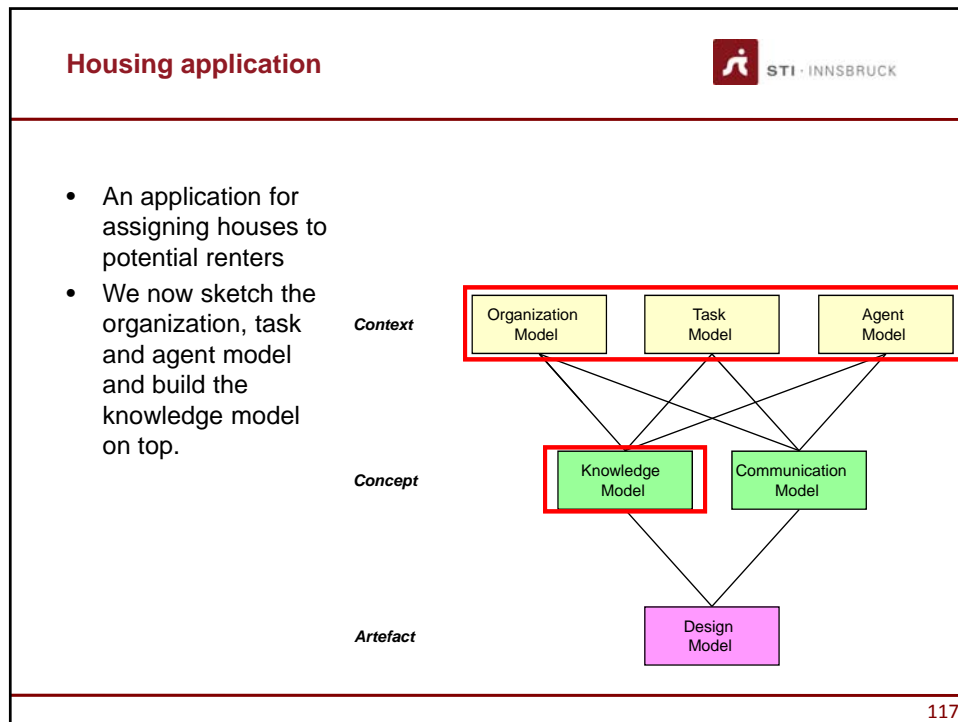 Housing application
STI · INNSBRUCK
• An application for
assigning houses to
potential renters
• We now sketch the
organization, task
and agent model
and build the
knowledge model
on top.
Context
Organization
Model
Task
Model
Agent
Model
Concept
Knowledge
Model
Communication
Model
Artefact
Design
Model
117